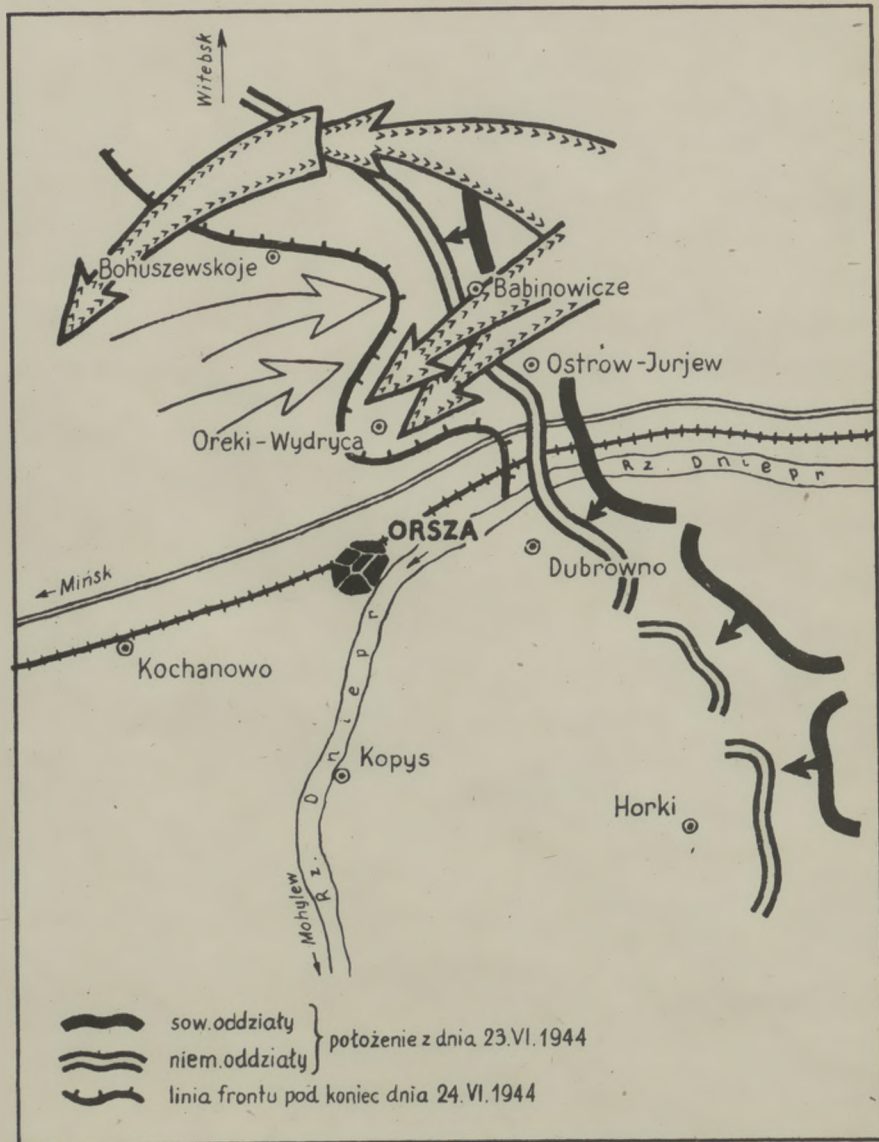 Witebsk
Bohuszewskoje
Babinowicze
Ostrów-Jurjew
Oreki-Wydryca
Rz. Dniepr
ORSZA
Dubrowno
Mińsk
Kochanowo
Rz. Dniepr
Kopys
Horki
Mohylew
sow. oddziały
niem. oddziały
położenie z dnia 23.VI.1944
linia frontu pod koniec dnia 24.VI.1944